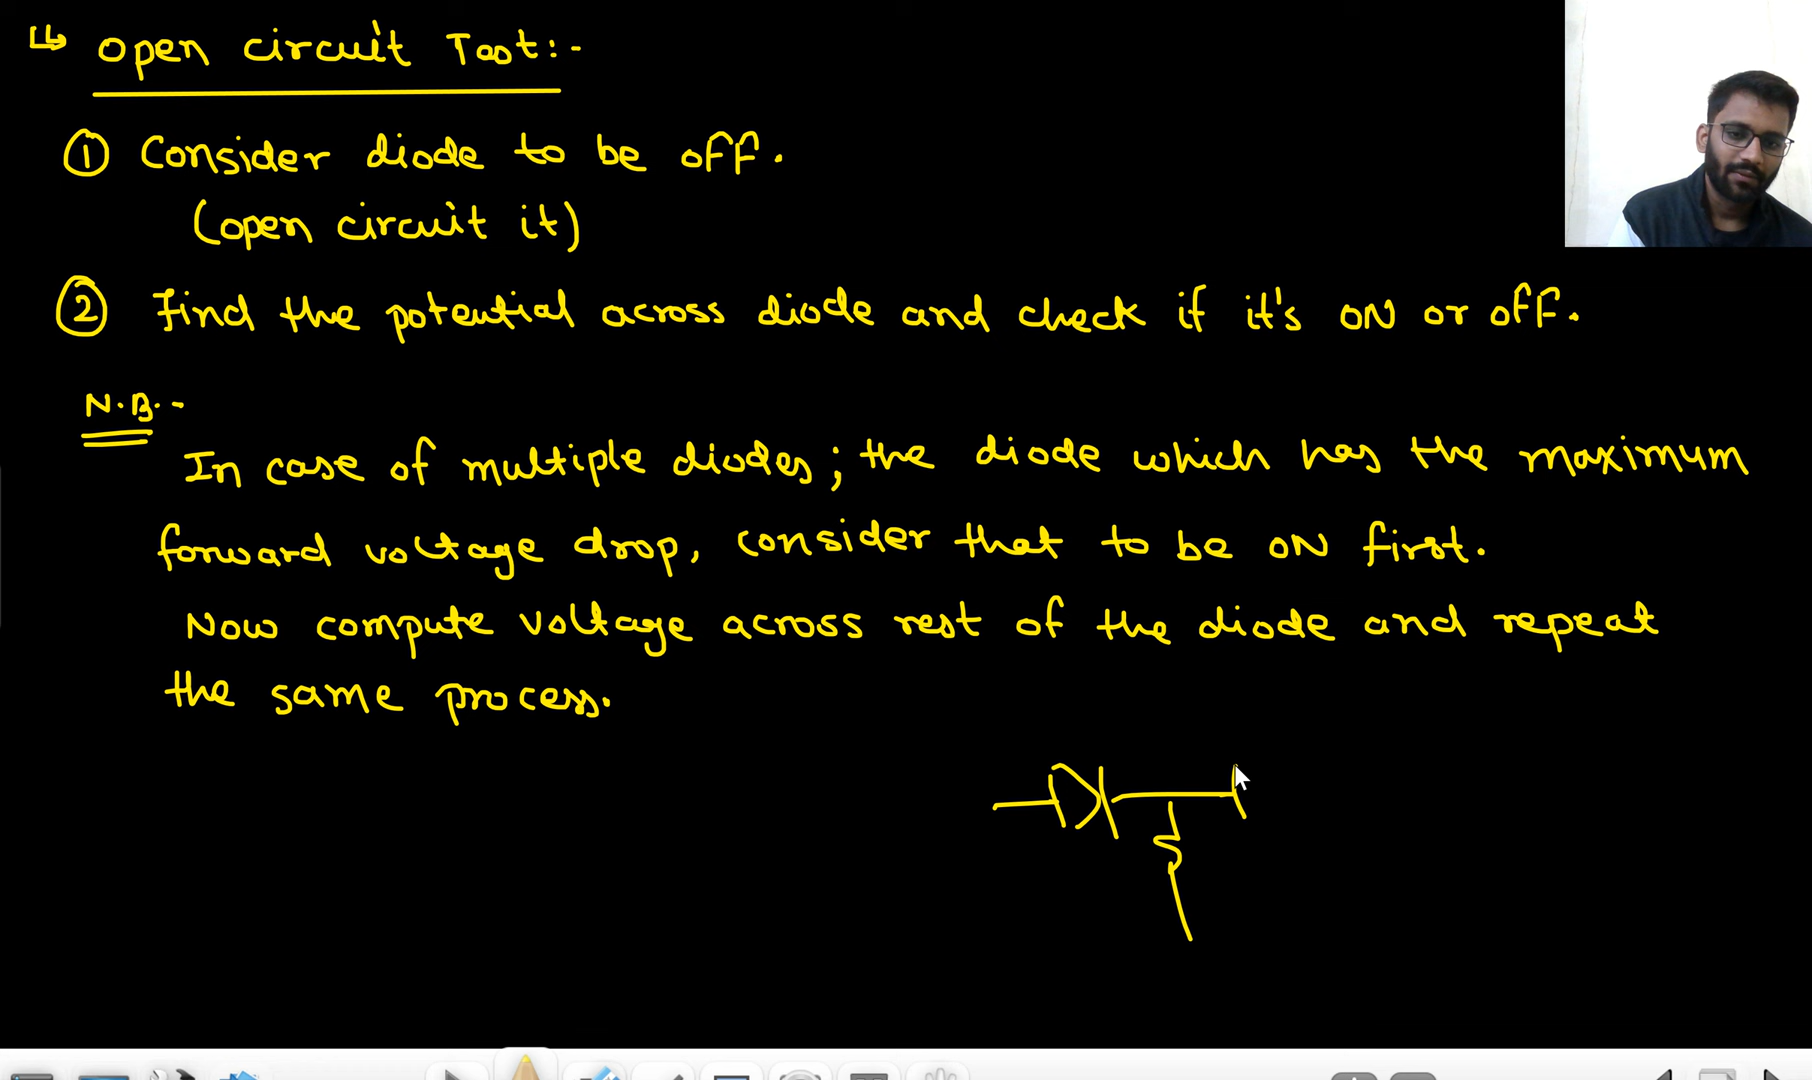 ↳ Open circuit Test:-
① Consider diode to be off.
(open circuit it)
② Find the potential across diode and check if it's ON or off.
N.B.-
In case of multiple diodes; the diode which has the maximum
forward voltage drop, consider that to be ON first.
Now compute voltage across rest of the diode and repeat
the same process.